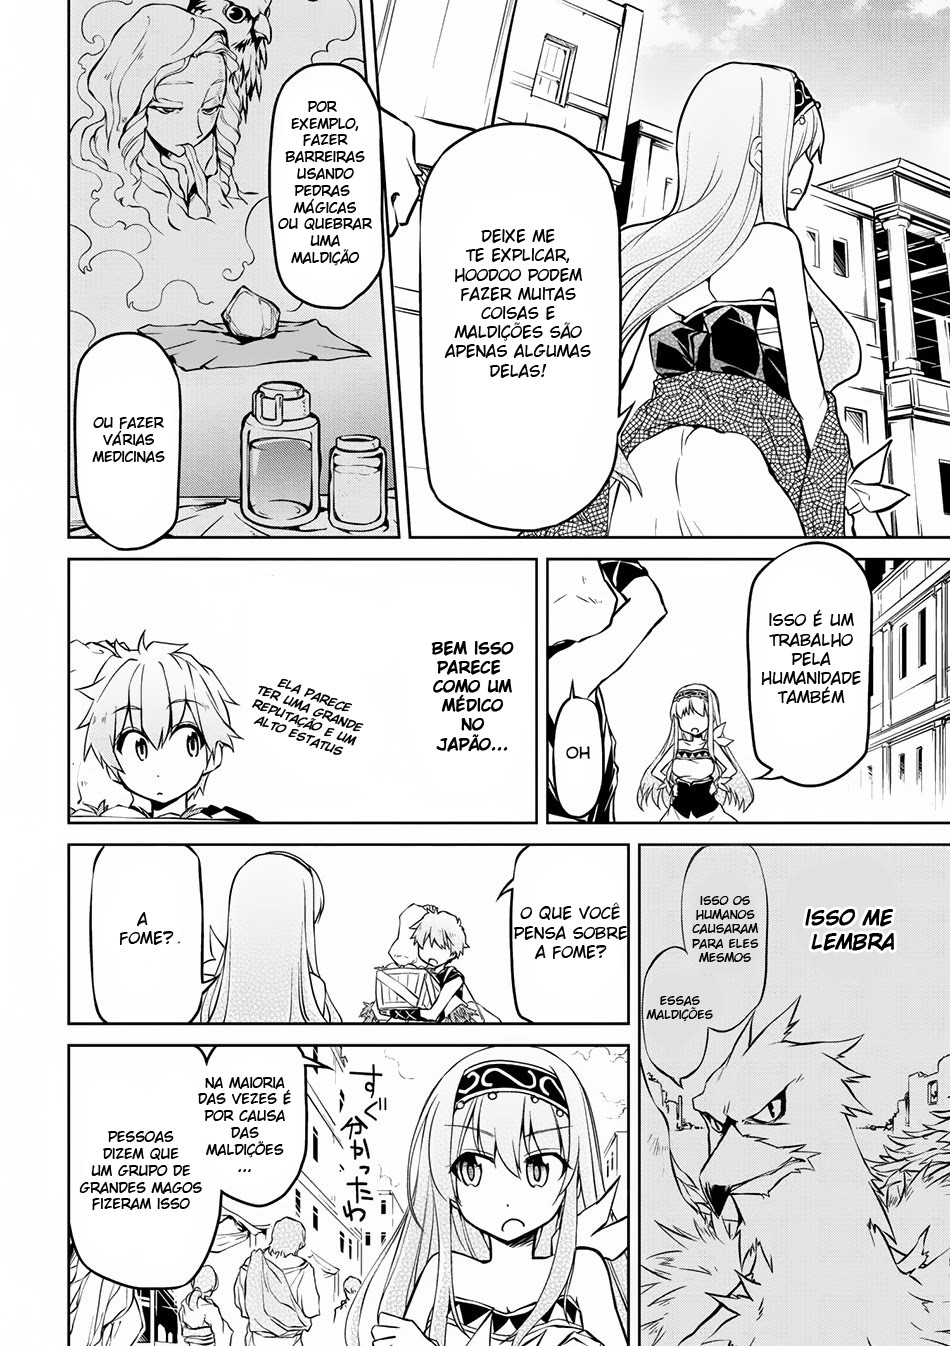 DEIXE ME
TE EXPLICAR,
HOODOO PODEM
FAZER MUITAS
COISAS E
MALDIÇÕES SÃO
APENAS ALGUMAS
DELAS!
POR
EXEMPLO,
FAZER
BARREIRAS
USANDO
PEDRAS
MÁGICAS
OU QUEBRAR
UMA
MALDIÇÃO
OU FAZER
VÁRIAS
MEDICINAS
ISSO É UM
TRABALHO
PELA
HUMANIDADE
TAMBÉM
OH
BEM ISSO
PARECE
COMO UM
MÉDICO
NO
JAPÃO...
ELA PARECE
TER UMA GRANDE
REPUTAÇÃO E UM
ALTO ESTATUS
ISSO ME
LEMBRA
ISSO OS
HUMANOS
CAUSARAM
PARA ELES
MESMOS
ESSAS
MALDIÇÕES
O QUE VOCÊ
PENSA SOBRE
A FOME?
A
FOME?.
すぐ
分かったわ
NA MAIORIA
DAS VEZES É
POR CAUSA
DAS
MALDIÇÕES
...
PESSOAS
DIZEM QUE
UM GRUPO DE
GRANDES MAGOS
FIZERAM ISSO